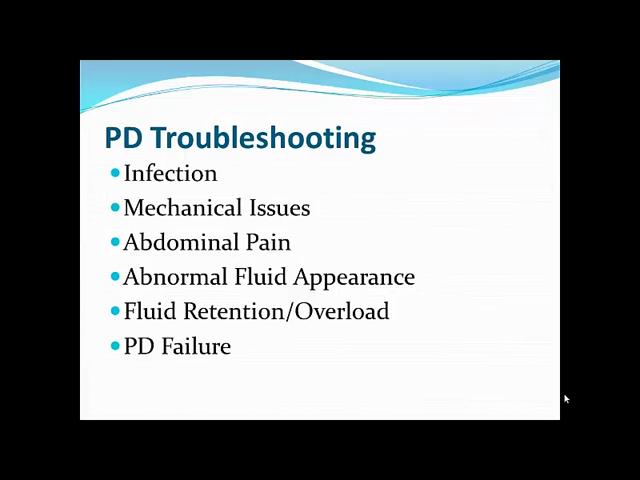 PD Troubleshooting
•Infection
•Mechanical Issues
•Abdominal Pain
•Abnormal Fluid Appearance
•Fluid Retention/Overload
•PD Failure